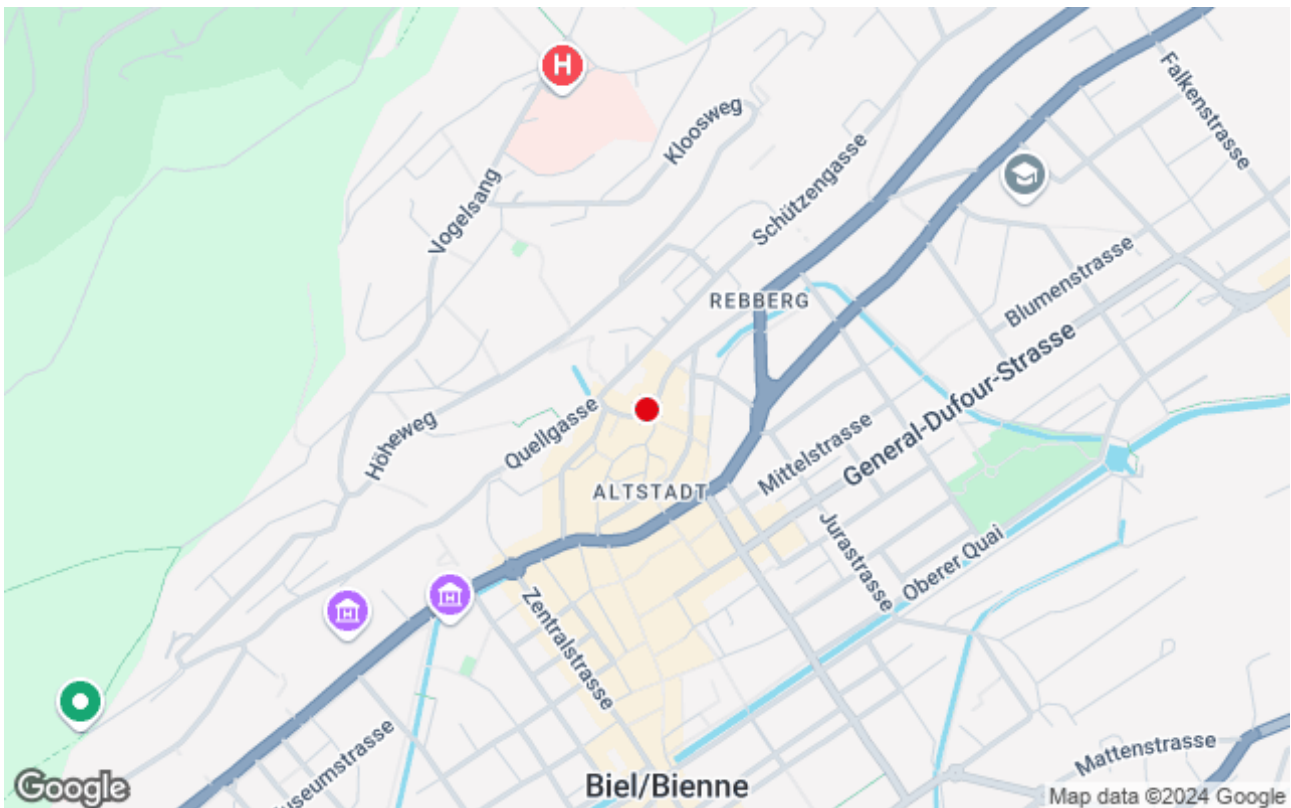 H
Falkenstrasse
Kloosweg
Schützengasse
Vogelsang
Blumenstrasse
REBBERG
General-Dufour-Strasse
Höheweg
Quellgasse
Mittelstrasse
ALTSTADT
Jurastrasse
Oberer Quai
Zentralstrasse
Museumstrasse
Mattenstrasse
Biel/Bienne
Google
Map data ©2024 Google